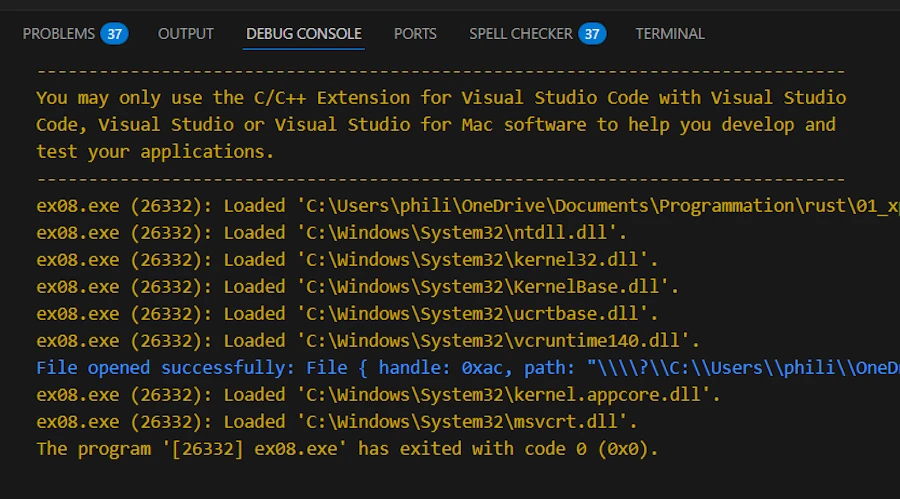 PROBLEMS 37 OUTPUT DEBUG CONSOLE PORTS SPELL CHECKER 37 TERMINAL
------------------------------------------------------------------------------
You may only use the C/C++ Extension for Visual Studio Code with Visual Studio
Code, Visual Studio or Visual Studio for Mac software to help you develop and
test your applications.
------------------------------------------------------------------------------
ex08.exe (26332): Loaded 'C:\Users\phili\OneDrive\Documents\Programmation\rust\01_xp
ex08.exe (26332): Loaded 'C:\Windows\System32\ntdll.dll'.
ex08.exe (26332): Loaded 'C:\Windows\System32\kernel32.dll'.
ex08.exe (26332): Loaded 'C:\Windows\System32\KernelBase.dll'.
ex08.exe (26332): Loaded 'C:\Windows\System32\ucrtbase.dll'.
ex08.exe (26332): Loaded 'C:\Windows\System32\vcruntime140.dll'.
File opened successfully: File { handle: 0xac, path: "\\\\?\\C:\\Users\\phili\\OneD
ex08.exe (26332): Loaded 'C:\Windows\System32\kernel.appcore.dll'.
ex08.exe (26332): Loaded 'C:\Windows\System32\msvcrt.dll'.
The program '[26332] ex08.exe' has exited with code 0 (0x0).